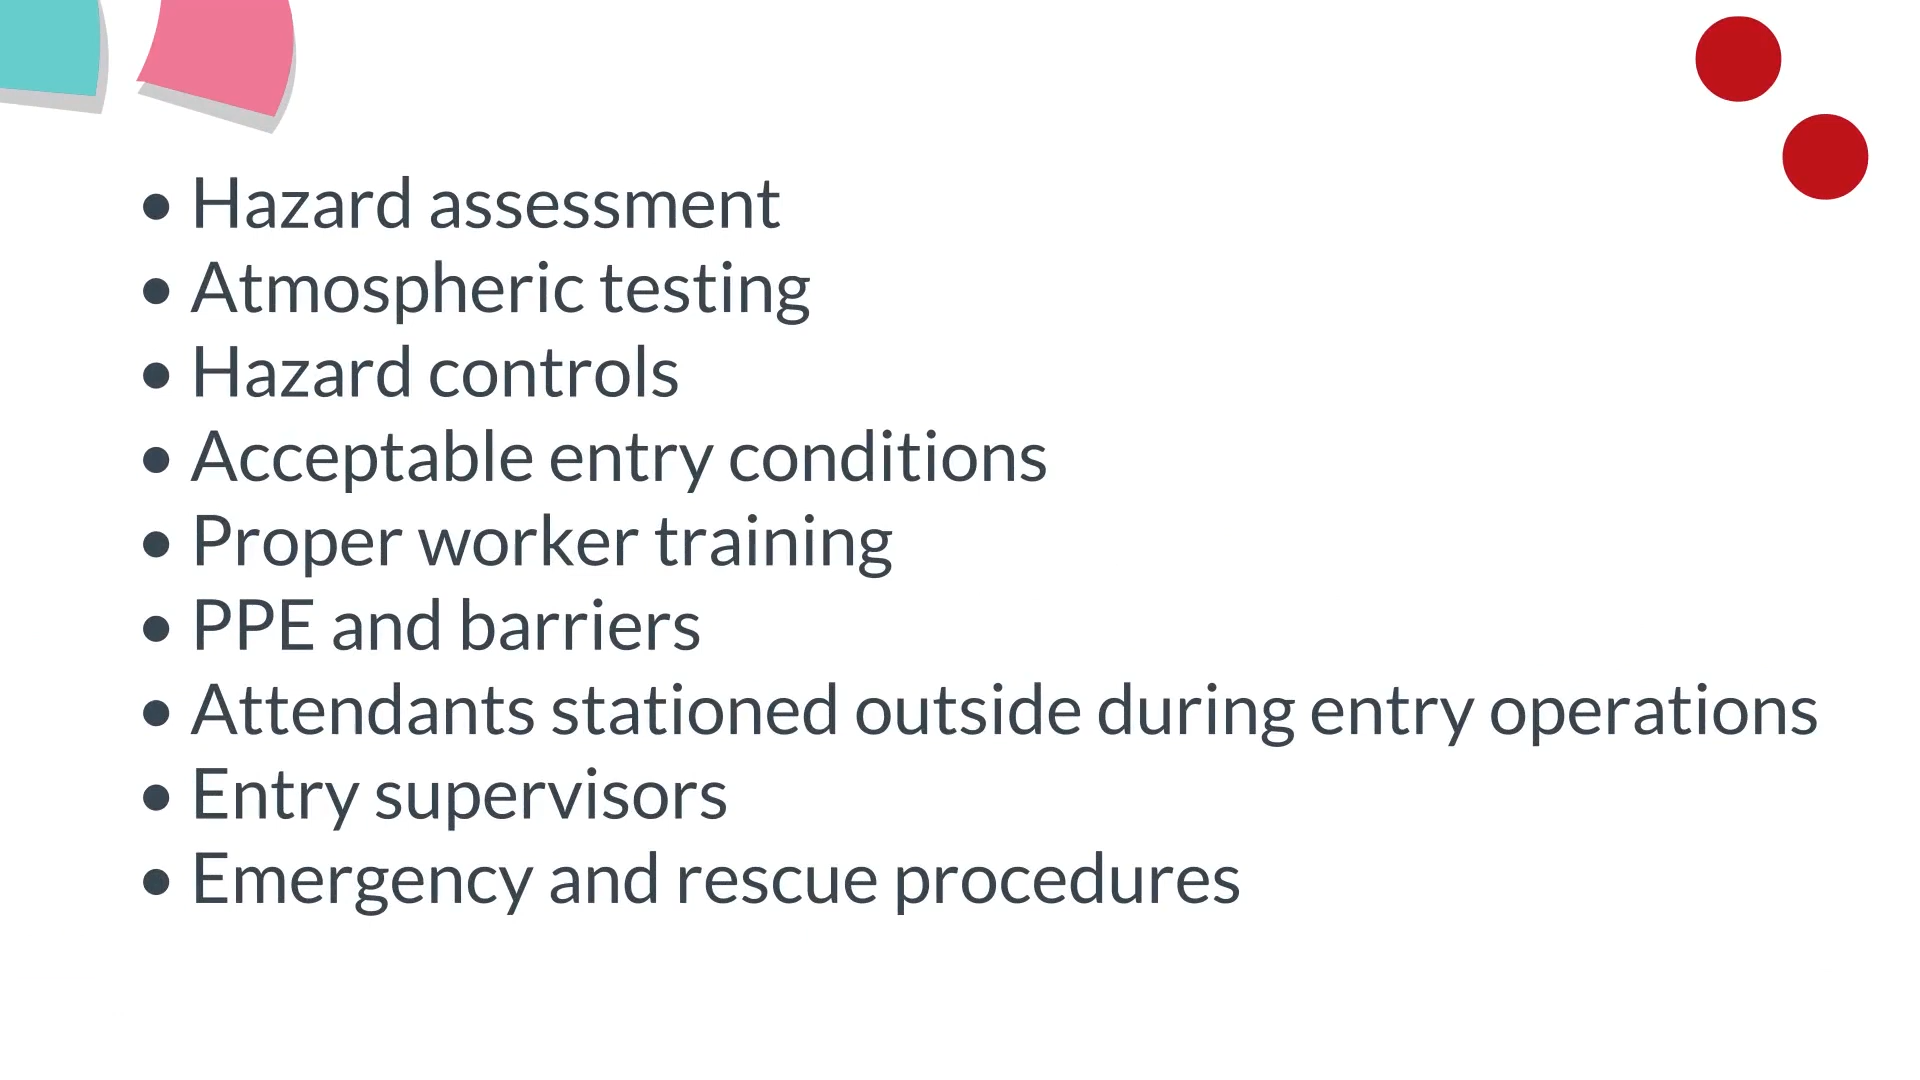 • Hazard assessment
• Atmospheric testing
• Hazard controls
• Acceptable entry conditions
• Proper worker training
• PPE and barriers
• Attendants stationed outside during entry operations
• Entry supervisors
• Emergency and rescue procedures